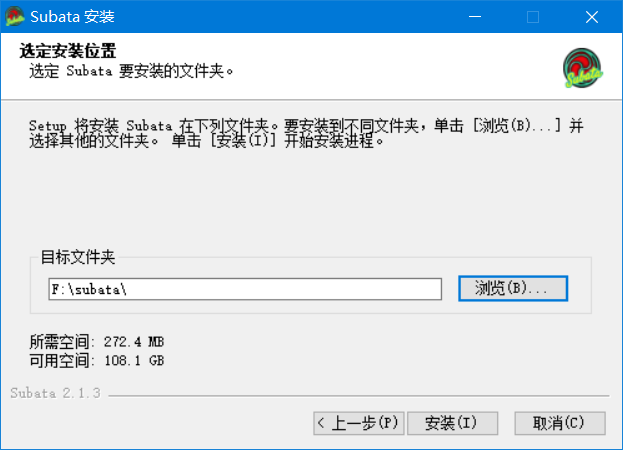 Subata 安装
选定安装位置
选定 Subata 要安装的文件夹。
Subata
Setup 将安装 Subata 在下列文件夹。要安装到不同文件夹，单击 [浏览(B)...] 并
选择其他的文件夹。 单击 [安装(I)] 开始安装进程。
目标文件夹
F:\subata\
浏览(B)...
所需空间: 272.4 MB
可用空间: 108.1 GB
Subata 2.1.3
< 上一步(P)
安装(I)
取消(C)